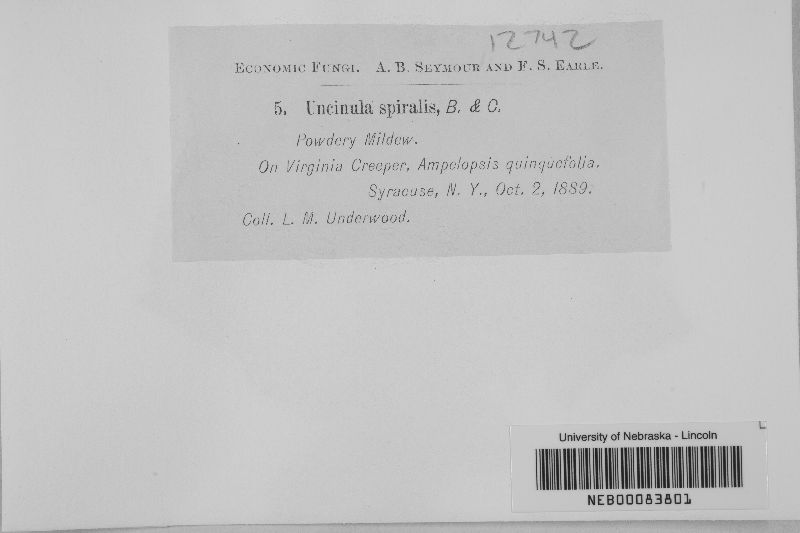 12742
Economic Fungi. A. B. Seymour and F. S. Earle.
5. Uncinula spiralis, B. & C.
Powdery Mildew.
On Virginia Creeper, Ampelopsis quinquefolia.
Syracuse, N. Y., Oct. 2, 1889.
Coll. L. M. Underwood.
University of Nebraska - Lincoln
NEB00083801